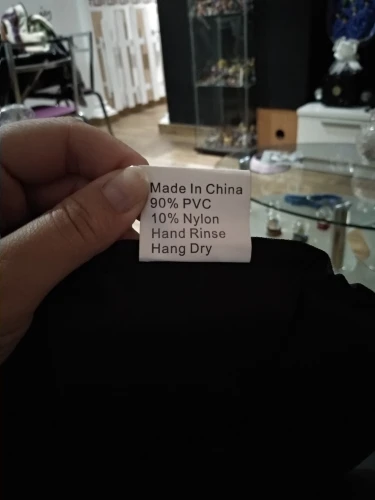 Made In China
90% PVC
10% Nylon
Hand Rinse
Hang Dry